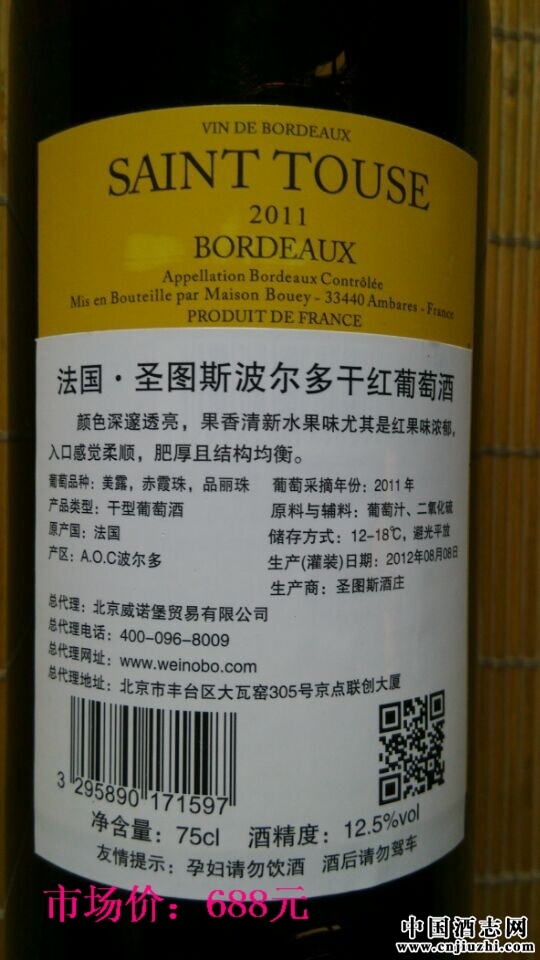 VIN DE BORDEAUX
SAINT TOUSE
2011
BORDEAUX
Appellation Bordeaux Contrôlée
Mis en Bouteille par Maison Bouey - 33440 Ambares - France
PRODUIT DE FRANCE
法国·圣图斯波尔多干红葡萄酒
颜色深邃透亮，果香清新水果味尤其是红果味浓郁，
入口感觉柔顺，肥厚且结构均衡。
葡萄品种：美露，赤霞珠，品丽珠 葡萄采摘年份：2011年
产品类型：干型葡萄酒 原料与辅料：葡萄汁、二氧化硫
原产国：法国 储存方式：12-18℃，避光平放
产区：A.O.C波尔多 生产(灌装)日期：2012年08月08日
生产商：圣图斯酒庄
总代理：北京威诺堡贸易有限公司
总代理电话：400-096-8009
总代理网址：www.weinobo.com
总代理地址：北京市丰台区大瓦窑305号京点联创大厦
3 295890 171597
净含量：75cl 酒精度：12.5%vol
友情提示：孕妇请勿饮酒 酒后请勿驾车
市场价：688元
中国酒志网
www.cnjiuzhi.com